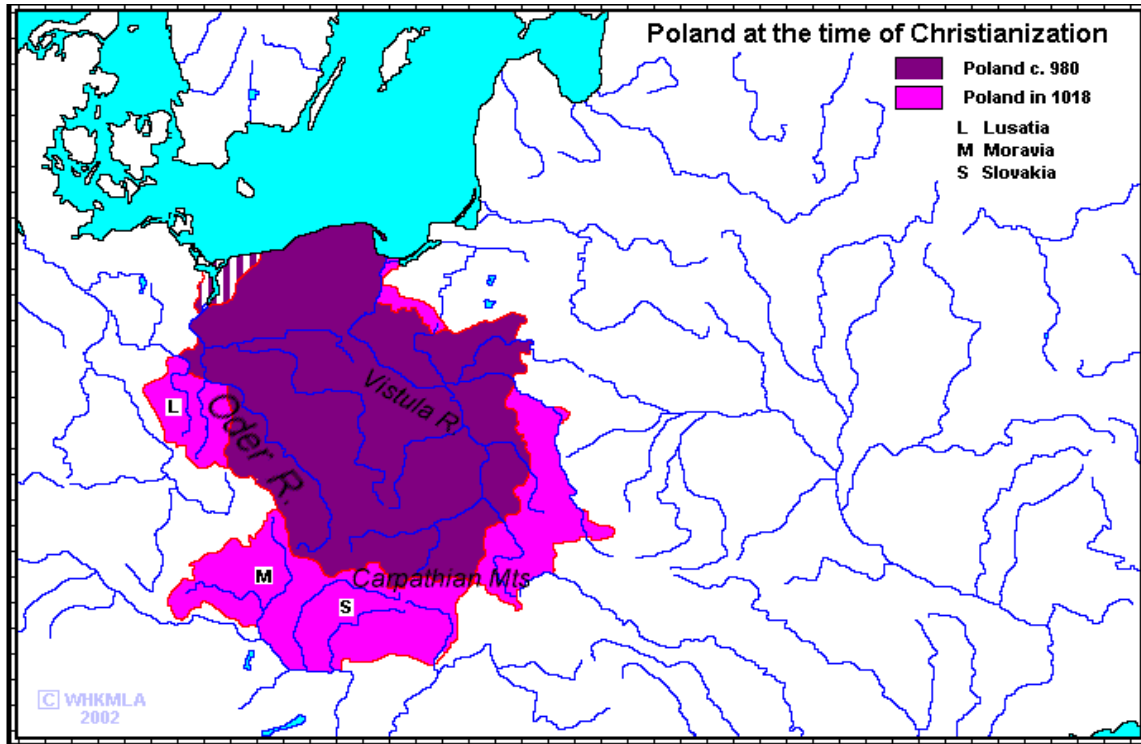 Poland at the time of Christianization
Poland c. 980
Poland in 1018
L Lusatia
M Moravia
S Slovakia
Vistula R.
L
Oder R.
M
Carpathian Mts
S
C WHKMLA
2002